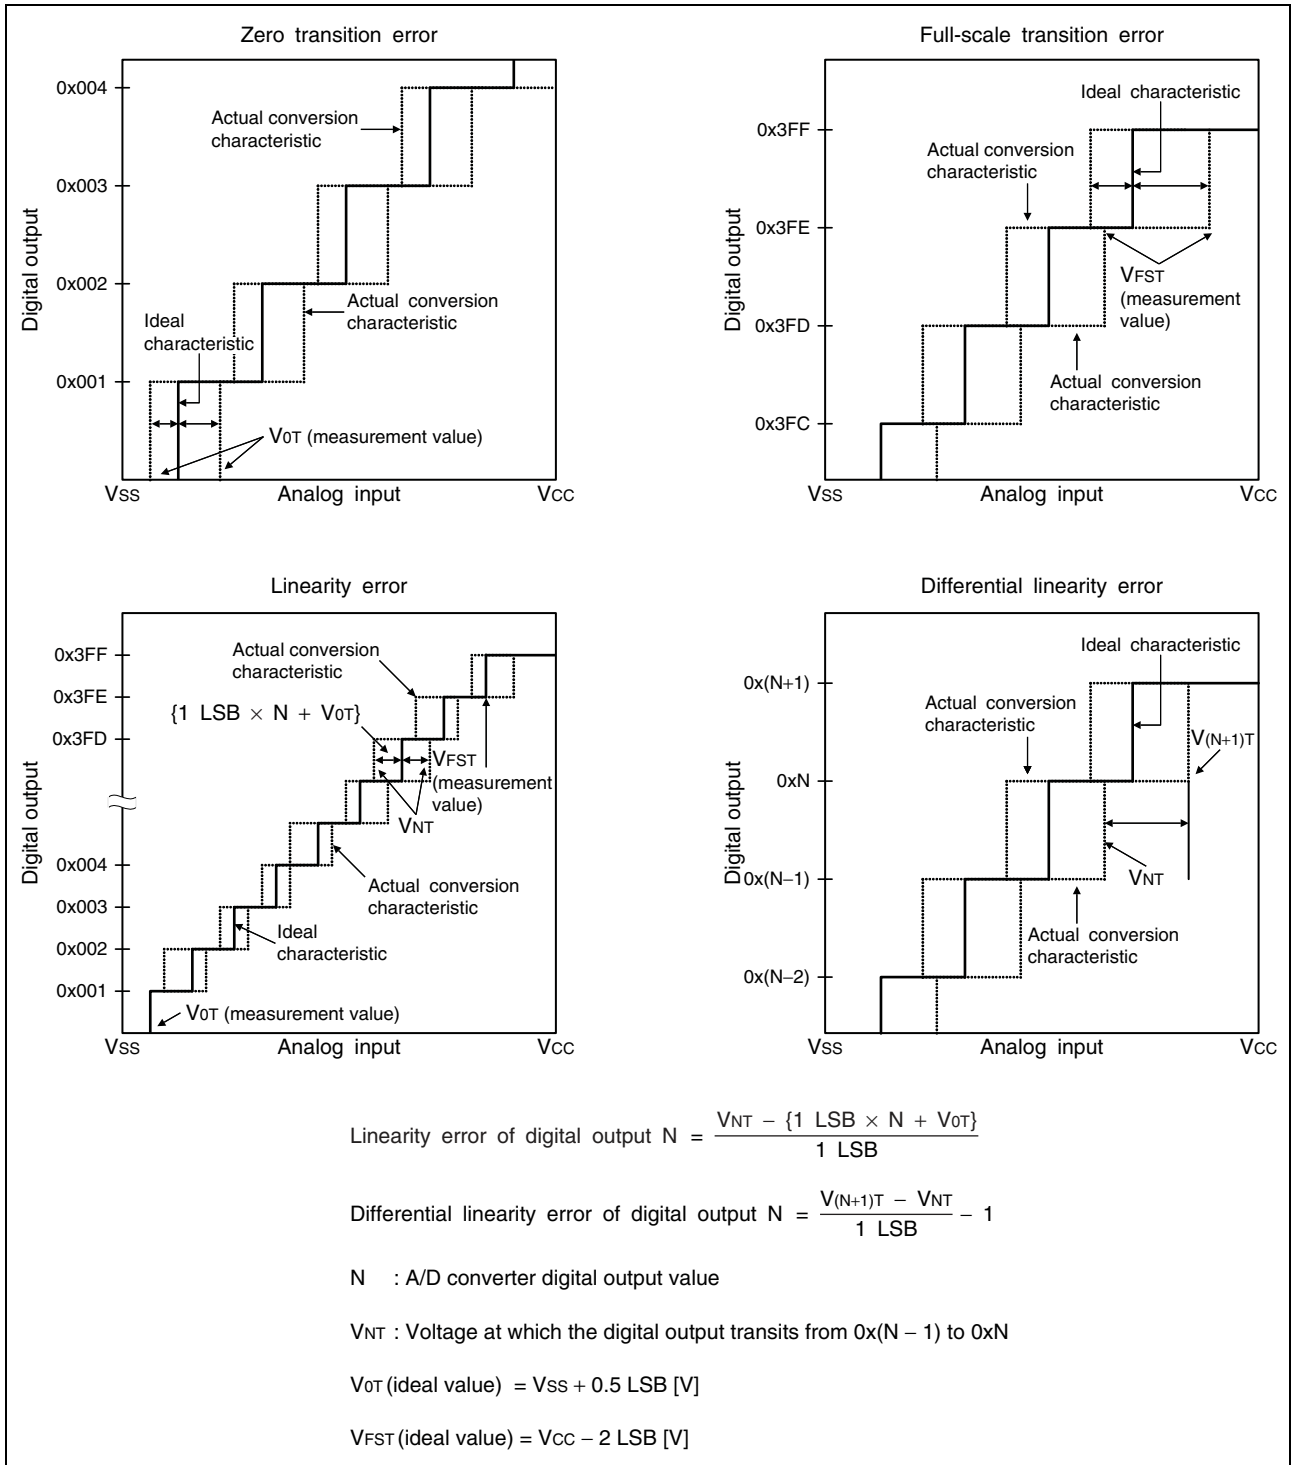 Zero transition error
0x004
0x003
0x002
0x001
Digital output
Actual conversion
characteristic
Actual conversion
characteristic
Ideal
characteristic
V0T (measurement value)
VSS
Analog input
VCC
Full-scale transition error
0x3FF
0x3FE
0x3FD
0x3FC
Digital output
Ideal characteristic
Actual conversion
characteristic
VFST
(measurement
value)
Actual conversion
characteristic
VSS
Analog input
VCC
Linearity error
0x3FF
0x3FE
0x3FD
0x004
0x003
0x002
0x001
Digital output
Actual conversion
characteristic
{1 LSB × N + V0T}
VFST
(measurement
value)
VNT
Actual conversion
characteristic
Ideal
characteristic
V0T (measurement value)
VSS
Analog input
VCC
Differential linearity error
0x(N+1)
0xN
0x(N−1)
0x(N−2)
Digital output
Ideal characteristic
Actual conversion
characteristic
V(N+1)T
VNT
Actual conversion
characteristic
VSS
Analog input
VCC
Linearity error of digital output N =
VNT − {1 LSB × N + V0T}
1 LSB
Differential linearity error of digital output N =
V(N+1)T − VNT
1 LSB
− 1
N : A/D converter digital output value
VNT : Voltage at which the digital output transits from 0x(N − 1) to 0xN
V0T (ideal value) = VSS + 0.5 LSB [V]
VFST (ideal value) = VCC − 2 LSB [V]